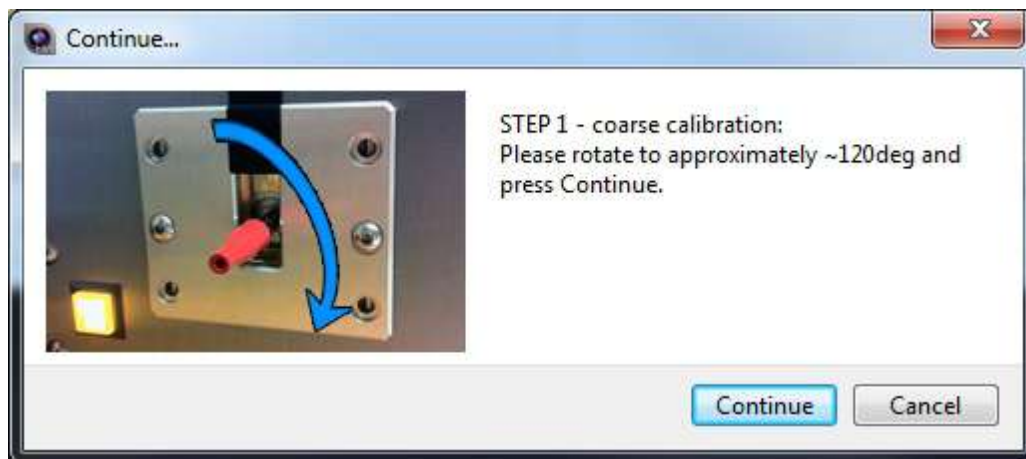 Continue...
STEP 1 - coarse calibration:
Please rotate to approximately ~120deg and
press Continue.
Continue
Cancel